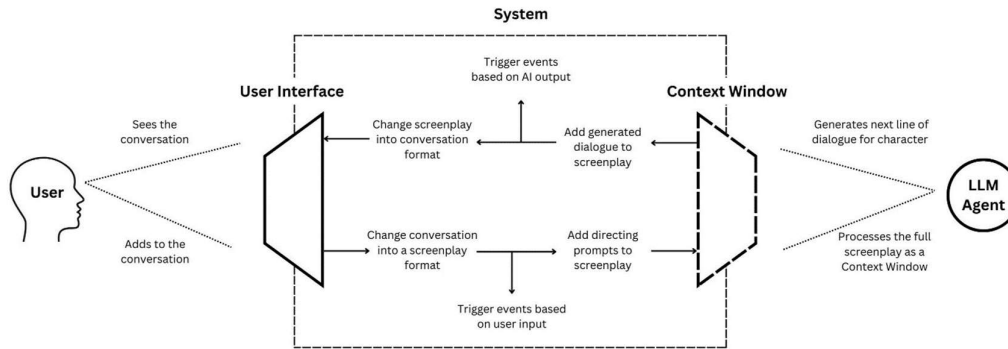 System
Trigger events
based on AI output
User Interface
Context Window
Sees the
conversation
Change screenplay
into conversation
format
Add generated
dialogue to
screenplay
Generates next line of
dialogue for character
User
LLM
Agent
Adds to the
conversation
Change conversation
into a screenplay
format
Add directing
prompts to
screenplay
Processes the full
screenplay as a
Context Window
Trigger events based
on user input